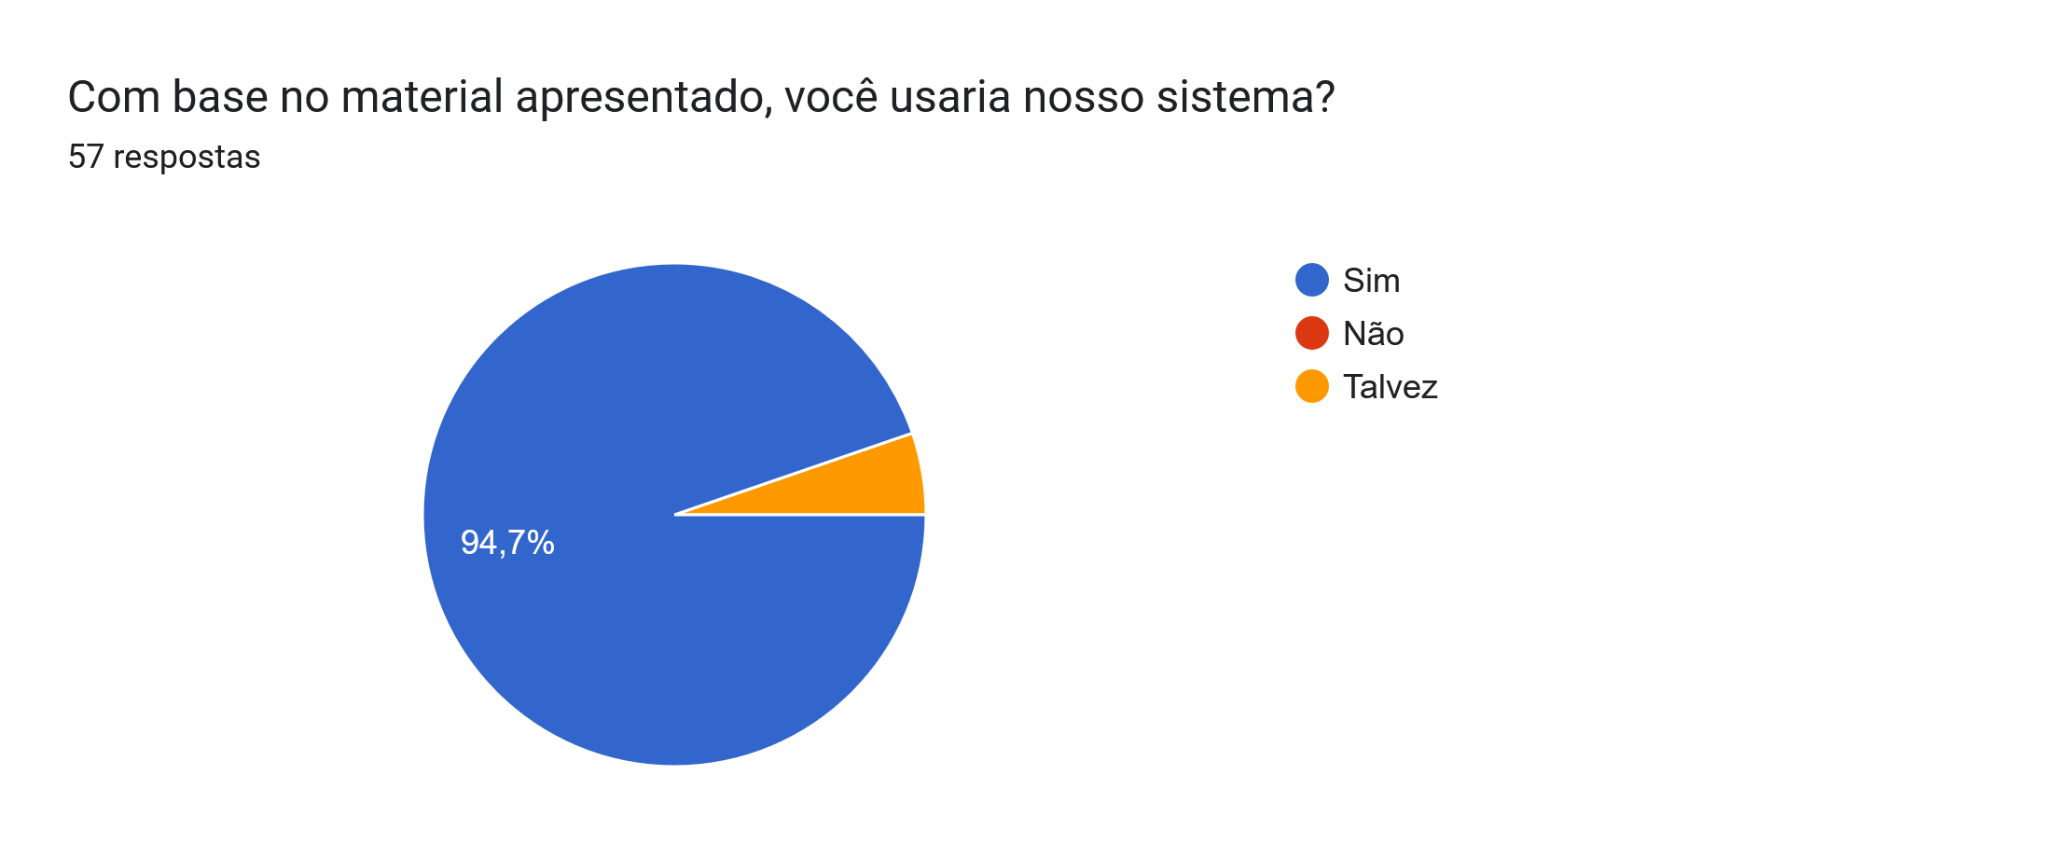 Com base no material apresentado, você usaria nosso sistema?
57 respostas
Sim
Não
Talvez
94,7%